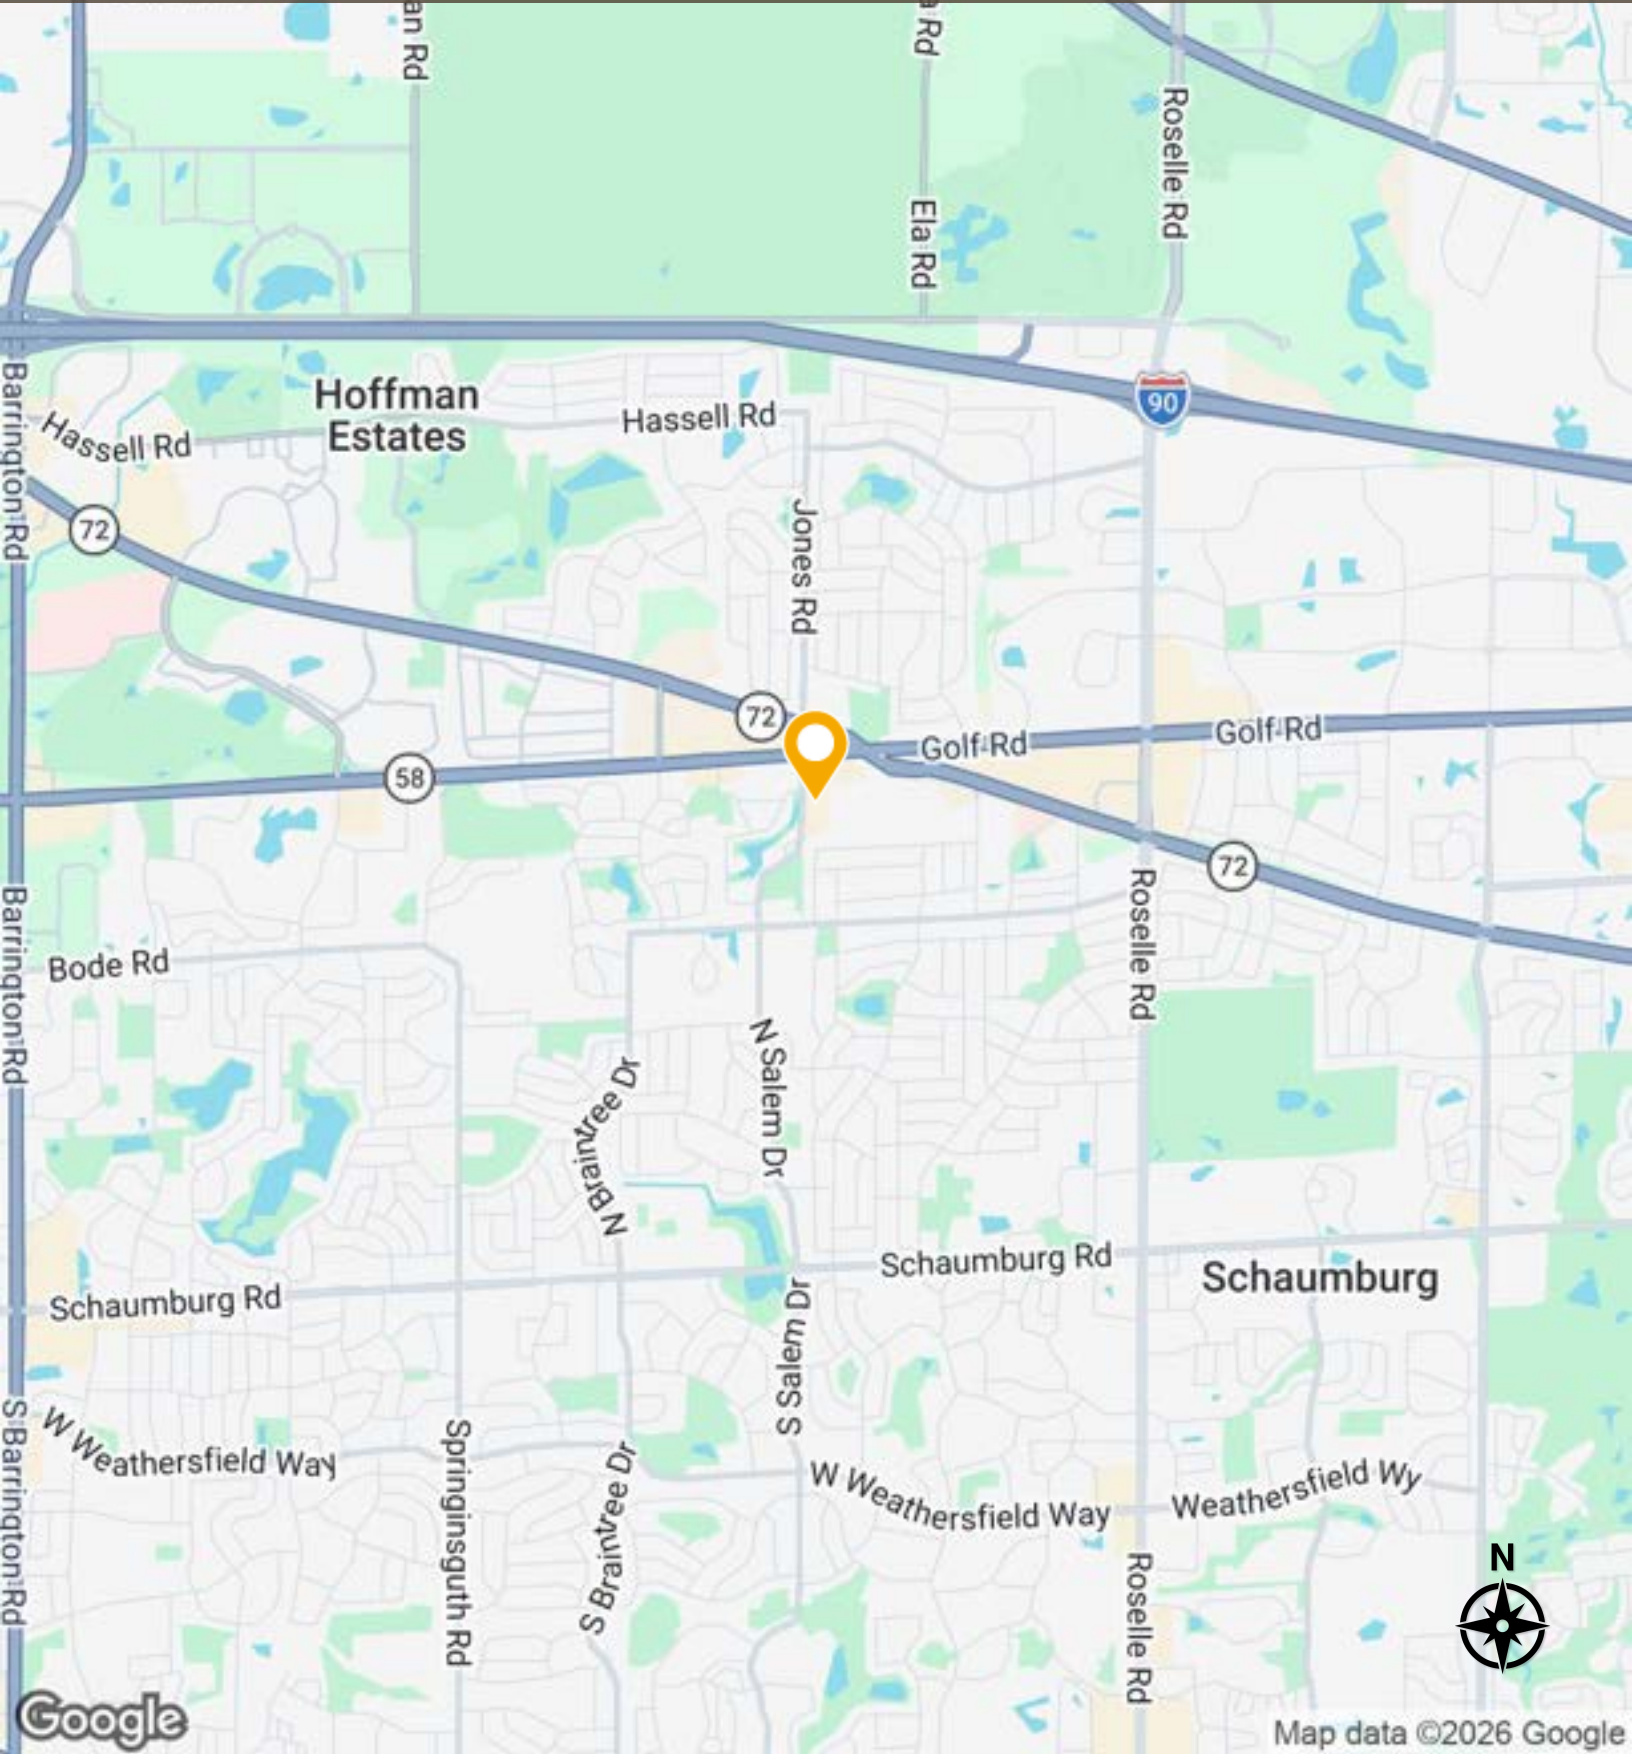 an Rd
a Rd
Roselle Rd
Ela Rd
Barrington Rd
Hoffman
Estates
Hassell Rd
Hassell Rd
90
72
Jones Rd
72
Golf Rd
Golf Rd
58
72
Roselle Rd
Barrington Rd
Bode Rd
N Salem Dr
N Braintree Dr
Schaumburg Rd
Schaumburg
Schaumburg Rd
S Salem Dr
S Barrington Rd
W Weathersfield Way
Springinsguth Rd
S Braintree Dr
W Weathersfield Way
Weathersfield Wy
Roselle Rd
N
Google
Map data ©2026 Google